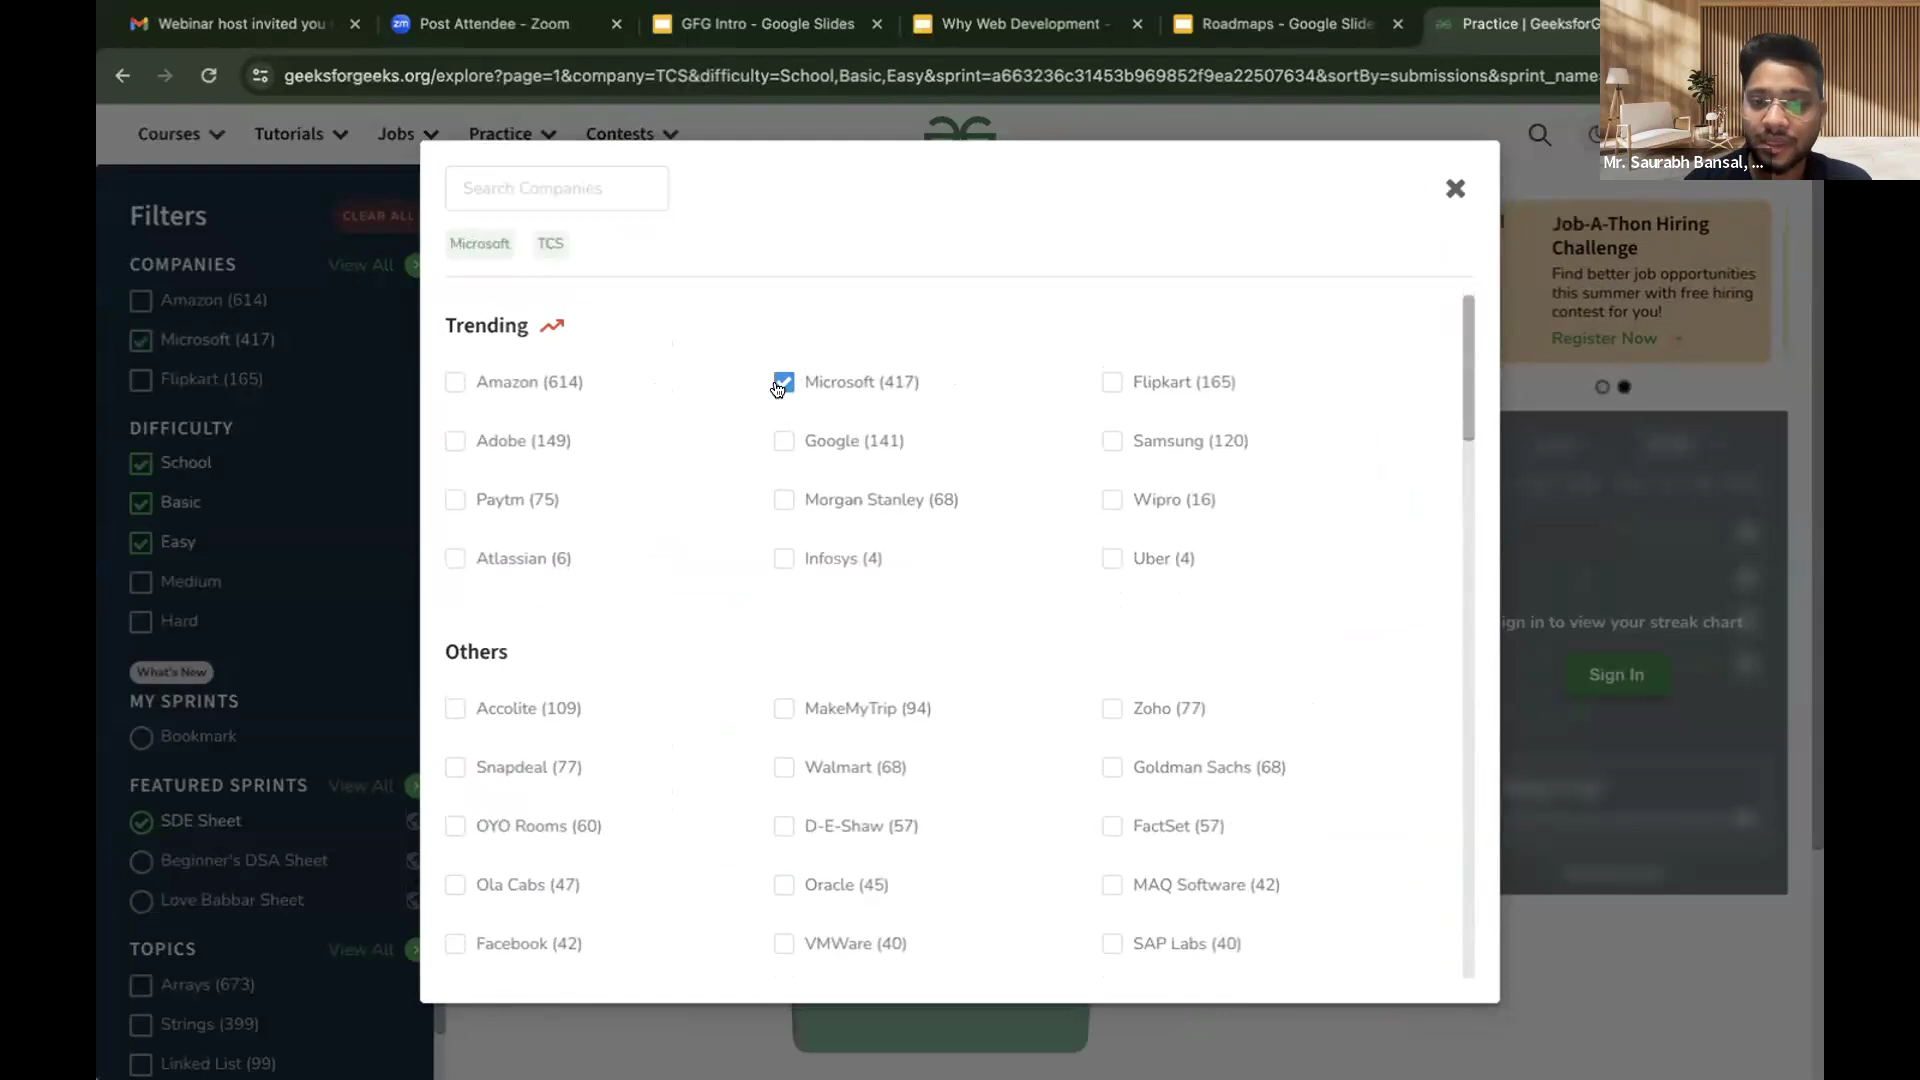 Webinar host invited you
Post Attendee - Zoom
GFG Intro - Google Slides
Why Web Development -
Roadmaps - Google Slide
Practice | GeeksforG
geeksforgeeks.org/explore?page=1&company=TCS&difficulty=School,Basic,Easy&sprint=a663236c31453b969852f9ea22507634&sortBy=submissions&sprint_name
Mr. Saurabh Bansal, ...
Courses
Tutorials
Jobs
Practice
Contests
Filters
CLEAR ALL
COMPANIES
View All
Amazon (614)
Microsoft (417)
Flipkart (165)
DIFFICULTY
School
Basic
Easy
Medium
Hard
What's New
MY SPRINTS
Bookmark
FEATURED SPRINTS
View All
SDE Sheet
Beginner's DSA Sheet
Love Babbar Sheet
TOPICS
View All
Arrays (673)
Strings (399)
Linked List (99)
Search Companies
Microsoft
TCS
Trending
Amazon (614)
Microsoft (417)
Flipkart (165)
Adobe (149)
Google (141)
Samsung (120)
Paytm (75)
Morgan Stanley (68)
Wipro (16)
Atlassian (6)
Infosys (4)
Uber (4)
Others
Accolite (109)
MakeMyTrip (94)
Zoho (77)
Snapdeal (77)
Walmart (68)
Goldman Sachs (68)
OYO Rooms (60)
D-E-Shaw (57)
FactSet (57)
Ola Cabs (47)
Oracle (45)
MAQ Software (42)
Facebook (42)
VMWare (40)
SAP Labs (40)
Job-A-Thon Hiring
Challenge
Find better job opportunities
this summer with free hiring
contest for you!
Register Now
ign in to view your streak chart
Sign In